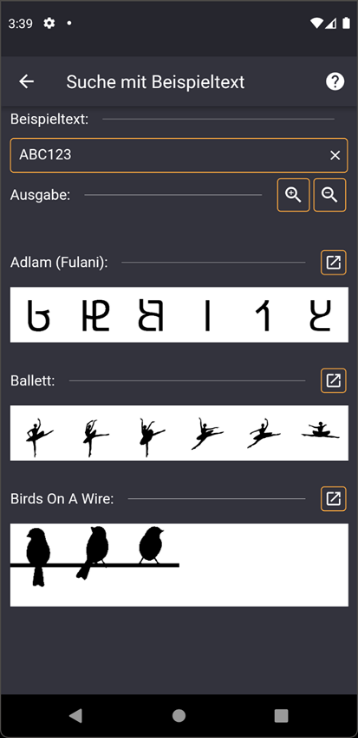 3:39
Suche mit Beispieltext
Beispieltext:
ABC123
Ausgabe:
Adlam (Fulani):
Ballett:
Birds On A Wire: